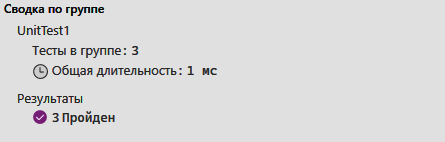 Сводка по группе
UnitTest1
Тесты в группе: 3
Общая длительность: 1 мс
Результаты
3 Пройден